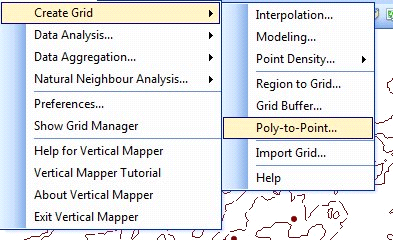 Create Grid
Data Analysis...
Data Aggregation...
Natural Neighbour Analysis...
Preferences...
Show Grid Manager
Help for Vertical Mapper
Vertical Mapper Tutorial
About Vertical Mapper
Exit Vertical Mapper
Interpolation...
Modeling...
Point Density...
Region to Grid...
Grid Buffer...
Poly-to-Point...
Import Grid...
Help